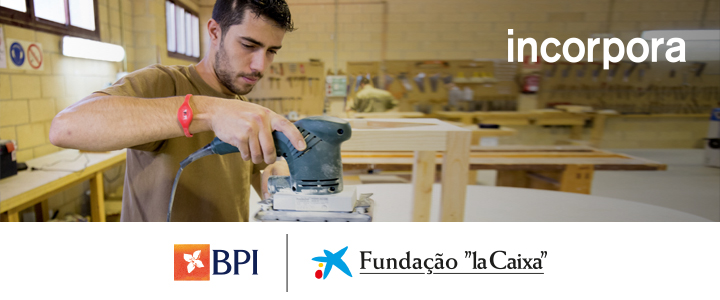 incorpora
BPI
Fundação "la Caixa"